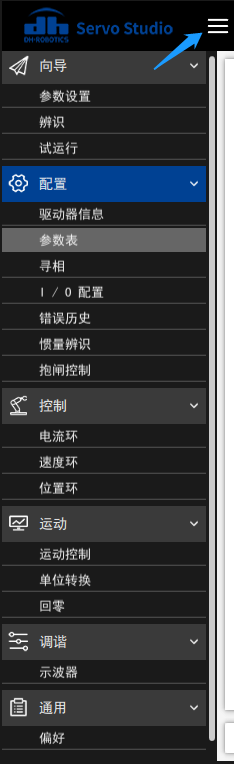 dh
DH-ROBOTICS
Servo Studio
向导
参数设置
辨识
试运行
配置
驱动器信息
参数表
寻相
I / O 配置
错误历史
惯量辨识
抱闸控制
控制
电流环
速度环
位置环
运动
运动控制
单位转换
回零
调谐
示波器
通用
偏好